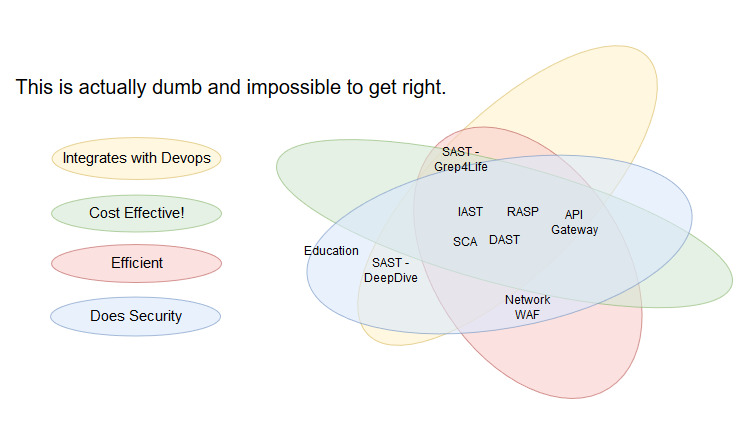 This is actually dumb and impossible to get right.
Integrates with Devops
Cost Effective!
Efficient
Does Security
SAST -
Grep4Life
IAST
RASP
API
Gateway
SCA
DAST
Education
SAST -
DeepDive
Network
WAF